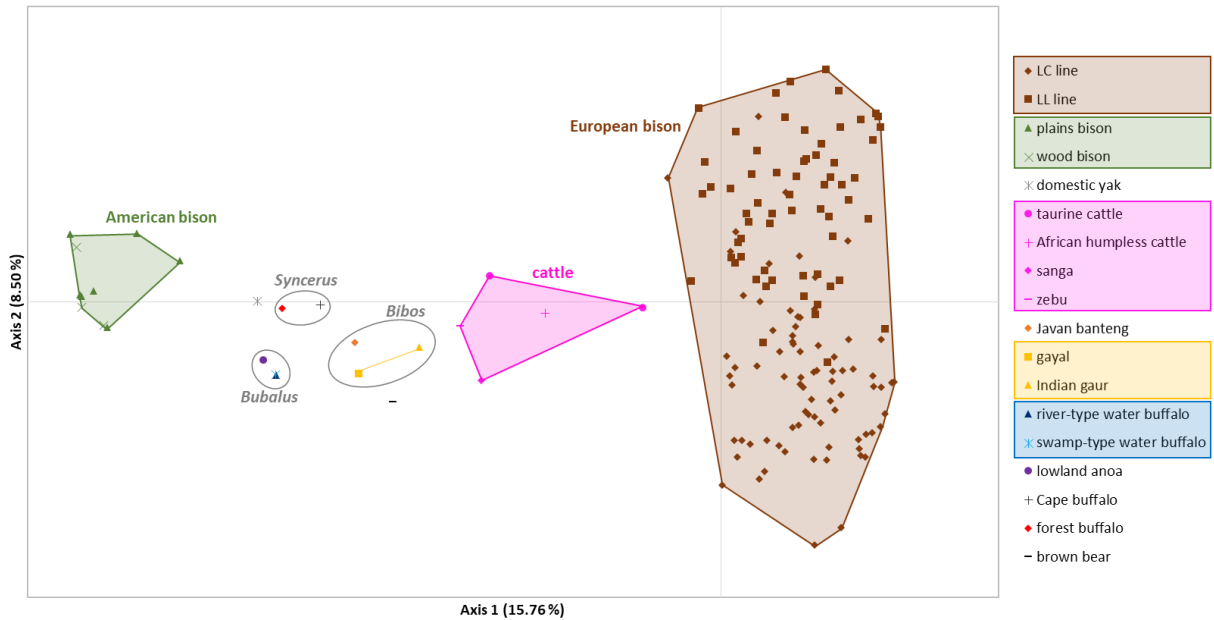 European bison
American bison
Syncerus
cattle
Bibos
Bubalus
Axis 2 (8.50 %)
Axis 1 (15.76 %)
LC line
LL line
plains bison
wood bison
domestic yak
taurine cattle
African humpless cattle
sanga
zebu
Javan banteng
gayal
Indian gaur
river-type water buffalo
swamp-type water buffalo
lowland anoa
Cape buffalo
forest buffalo
brown bear